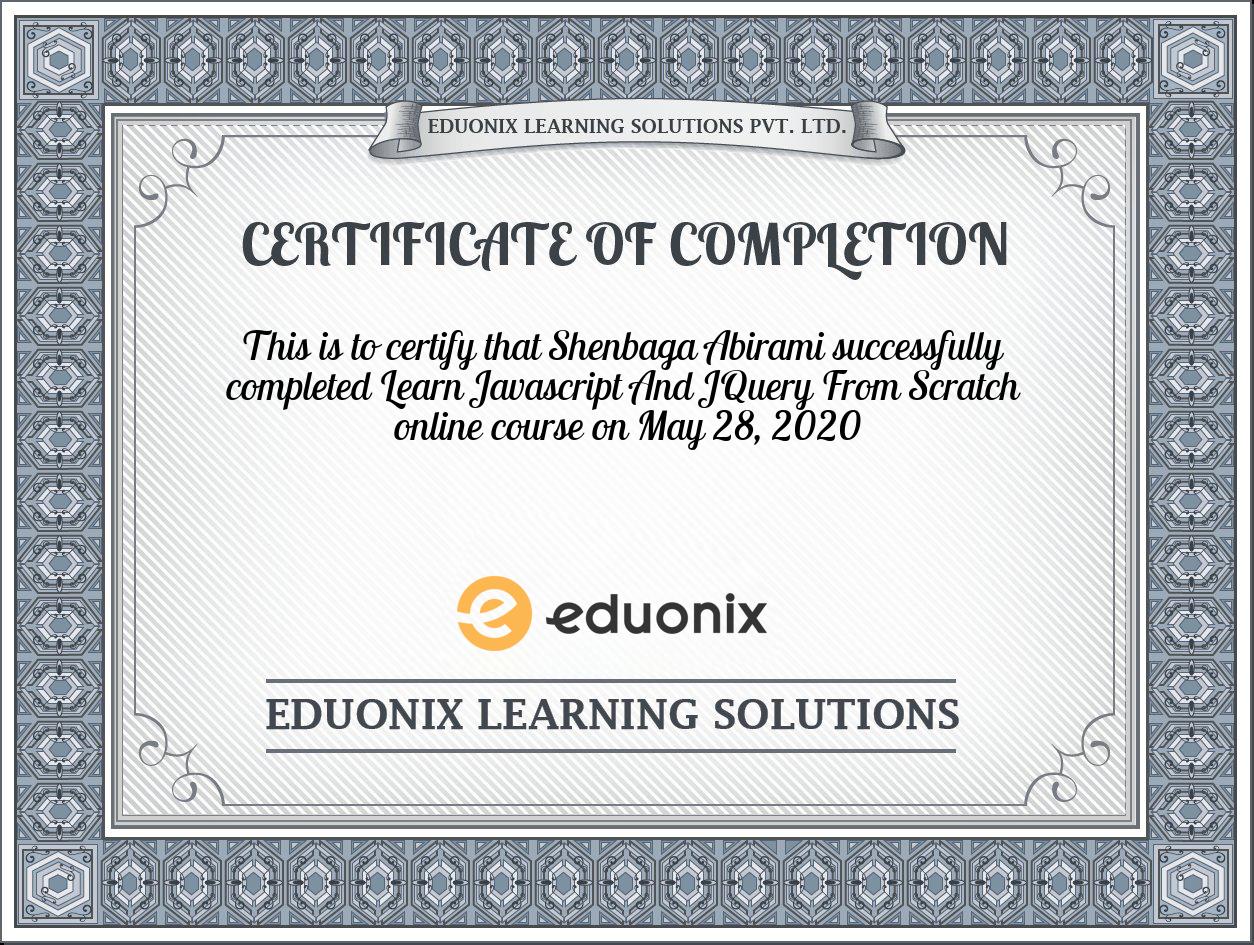 EDUONIX LEARNING SOLUTIONS PVT. LTD.
CERTIFICATE OF COMPLETION
This is to certify that Shenbaga Abirami successfully
completed Learn Javascript And JQuery From Scratch
online course on May 28, 2020
e eduonix
EDUONIX LEARNING SOLUTIONS